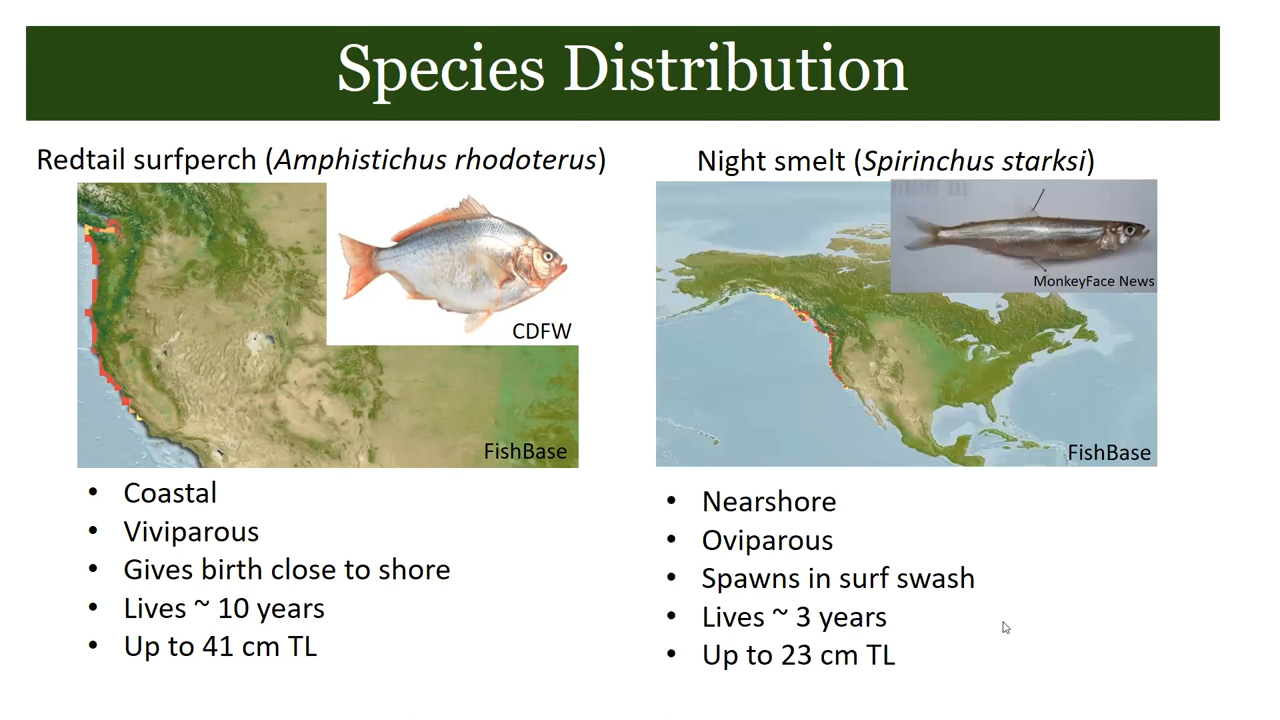 Species Distribution
Redtail surfperch (Amphistichus rhodoterus)
CDFW
FishBase
• Coastal
• Viviparous
• Gives birth close to shore
• Lives ~ 10 years
• Up to 41 cm TL
Night smelt (Spirinchus starksi)
MonkeyFace News
FishBase
• Nearshore
• Oviparous
• Spawns in surf swash
• Lives ~ 3 years
• Up to 23 cm TL